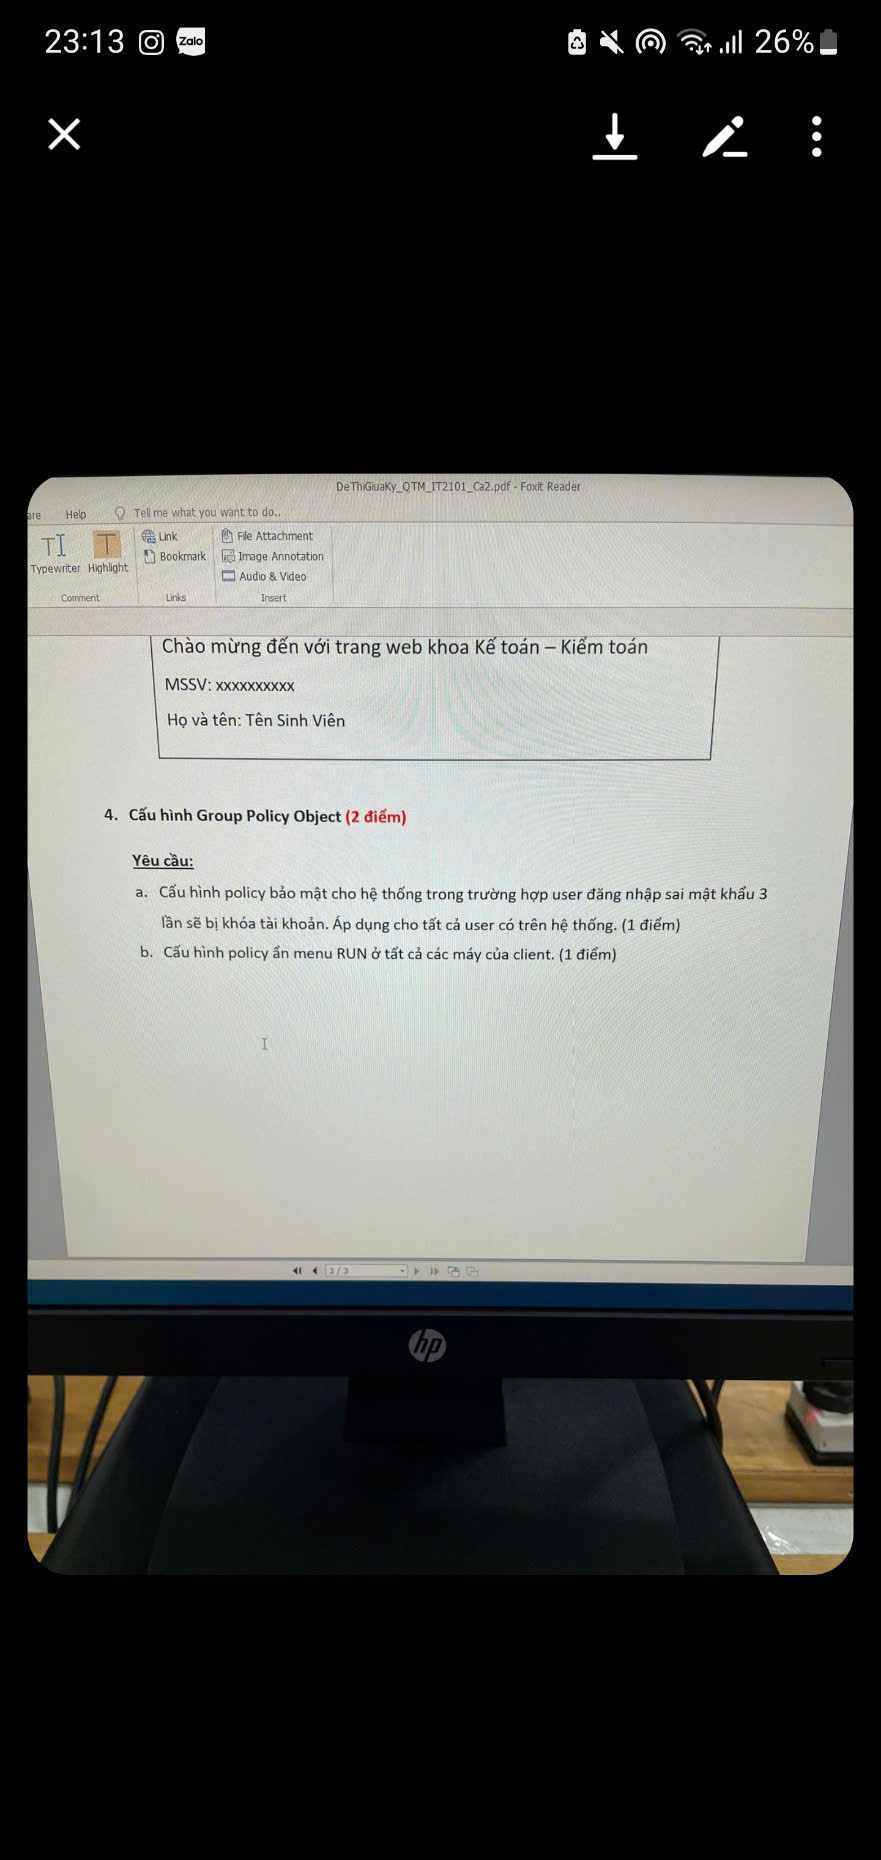 23:13 Zalo 26%
DeThiGiuaKy_QTM_IT2101_Ca2.pdf - Foxit Reader
are Help Tell me what you want to do..
Link File Attachment
Typewriter Highlight Bookmark Image Annotation
Audio & Video
Comment Links Insert
Chào mừng đến với trang web khoa Kế toán – Kiểm toán
MSSV: xxxxxxxxxx
Họ và tên: Tên Sinh Viên
4. Cấu hình Group Policy Object (2 điểm)
Yêu cầu:
a. Cấu hình policy bảo mật cho hệ thống trong trường hợp user đăng nhập sai mật khẩu 3
lần sẽ bị khóa tài khoản. Áp dụng cho tất cả user có trên hệ thống. (1 điểm)
b. Cấu hình policy ẩn menu RUN ở tất cả các máy của client. (1 điểm)
3 / 3
hp